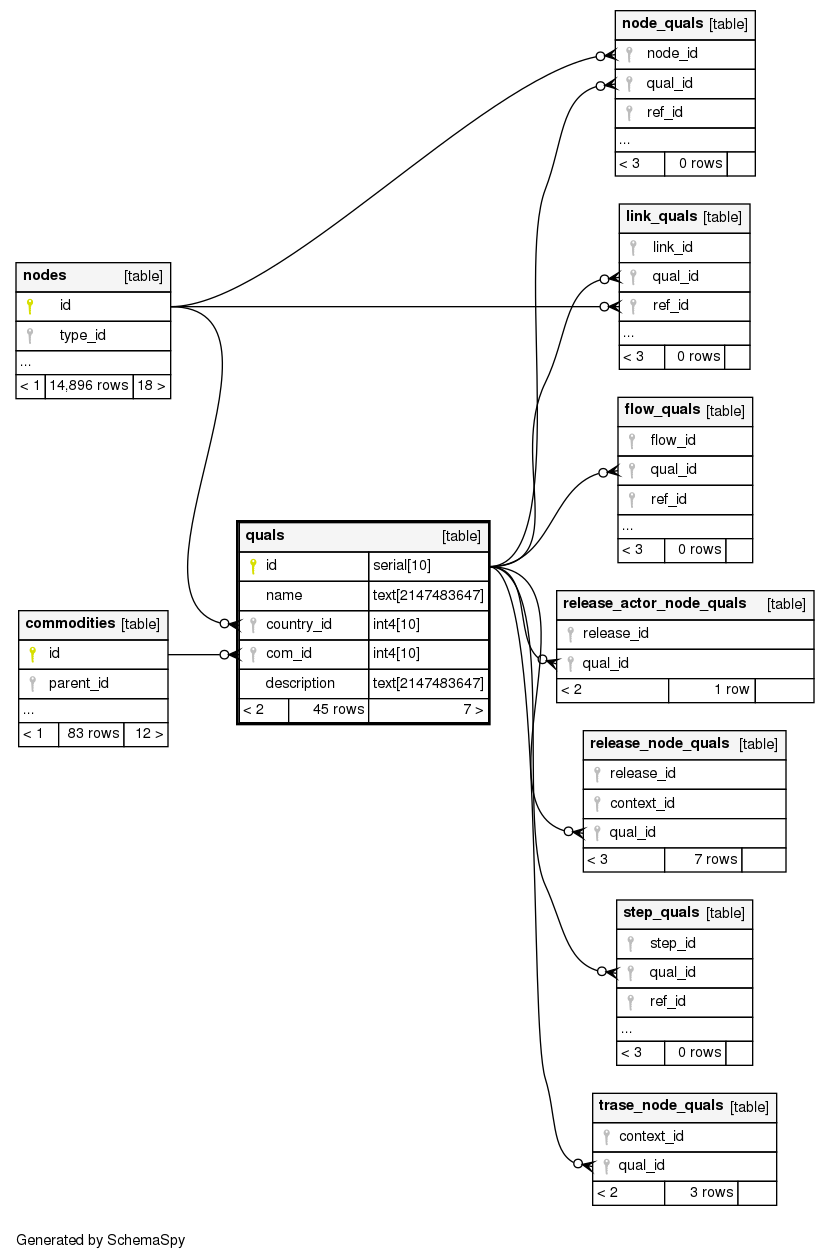 node_quals [table]
node_id
qual_id
ref_id
...
< 3 0 rows
link_quals [table]
link_id
qual_id
ref_id
...
< 3 0 rows
nodes [table]
id
type_id
...
< 1 14,896 rows 18 >
flow_quals [table]
flow_id
qual_id
ref_id
...
< 3 0 rows
quals [table]
id serial[10]
name text[2147483647]
country_id int4[10]
com_id int4[10]
description text[2147483647]
< 2 45 rows 7 >
commodities [table]
id
parent_id
...
< 1 83 rows 12 >
release_actor_node_quals [table]
release_id
qual_id
< 2 1 row
release_node_quals [table]
release_id
context_id
qual_id
< 3 7 rows
step_quals [table]
step_id
qual_id
ref_id
...
< 3 0 rows
trase_node_quals [table]
context_id
qual_id
< 2 3 rows
Generated by SchemaSpy